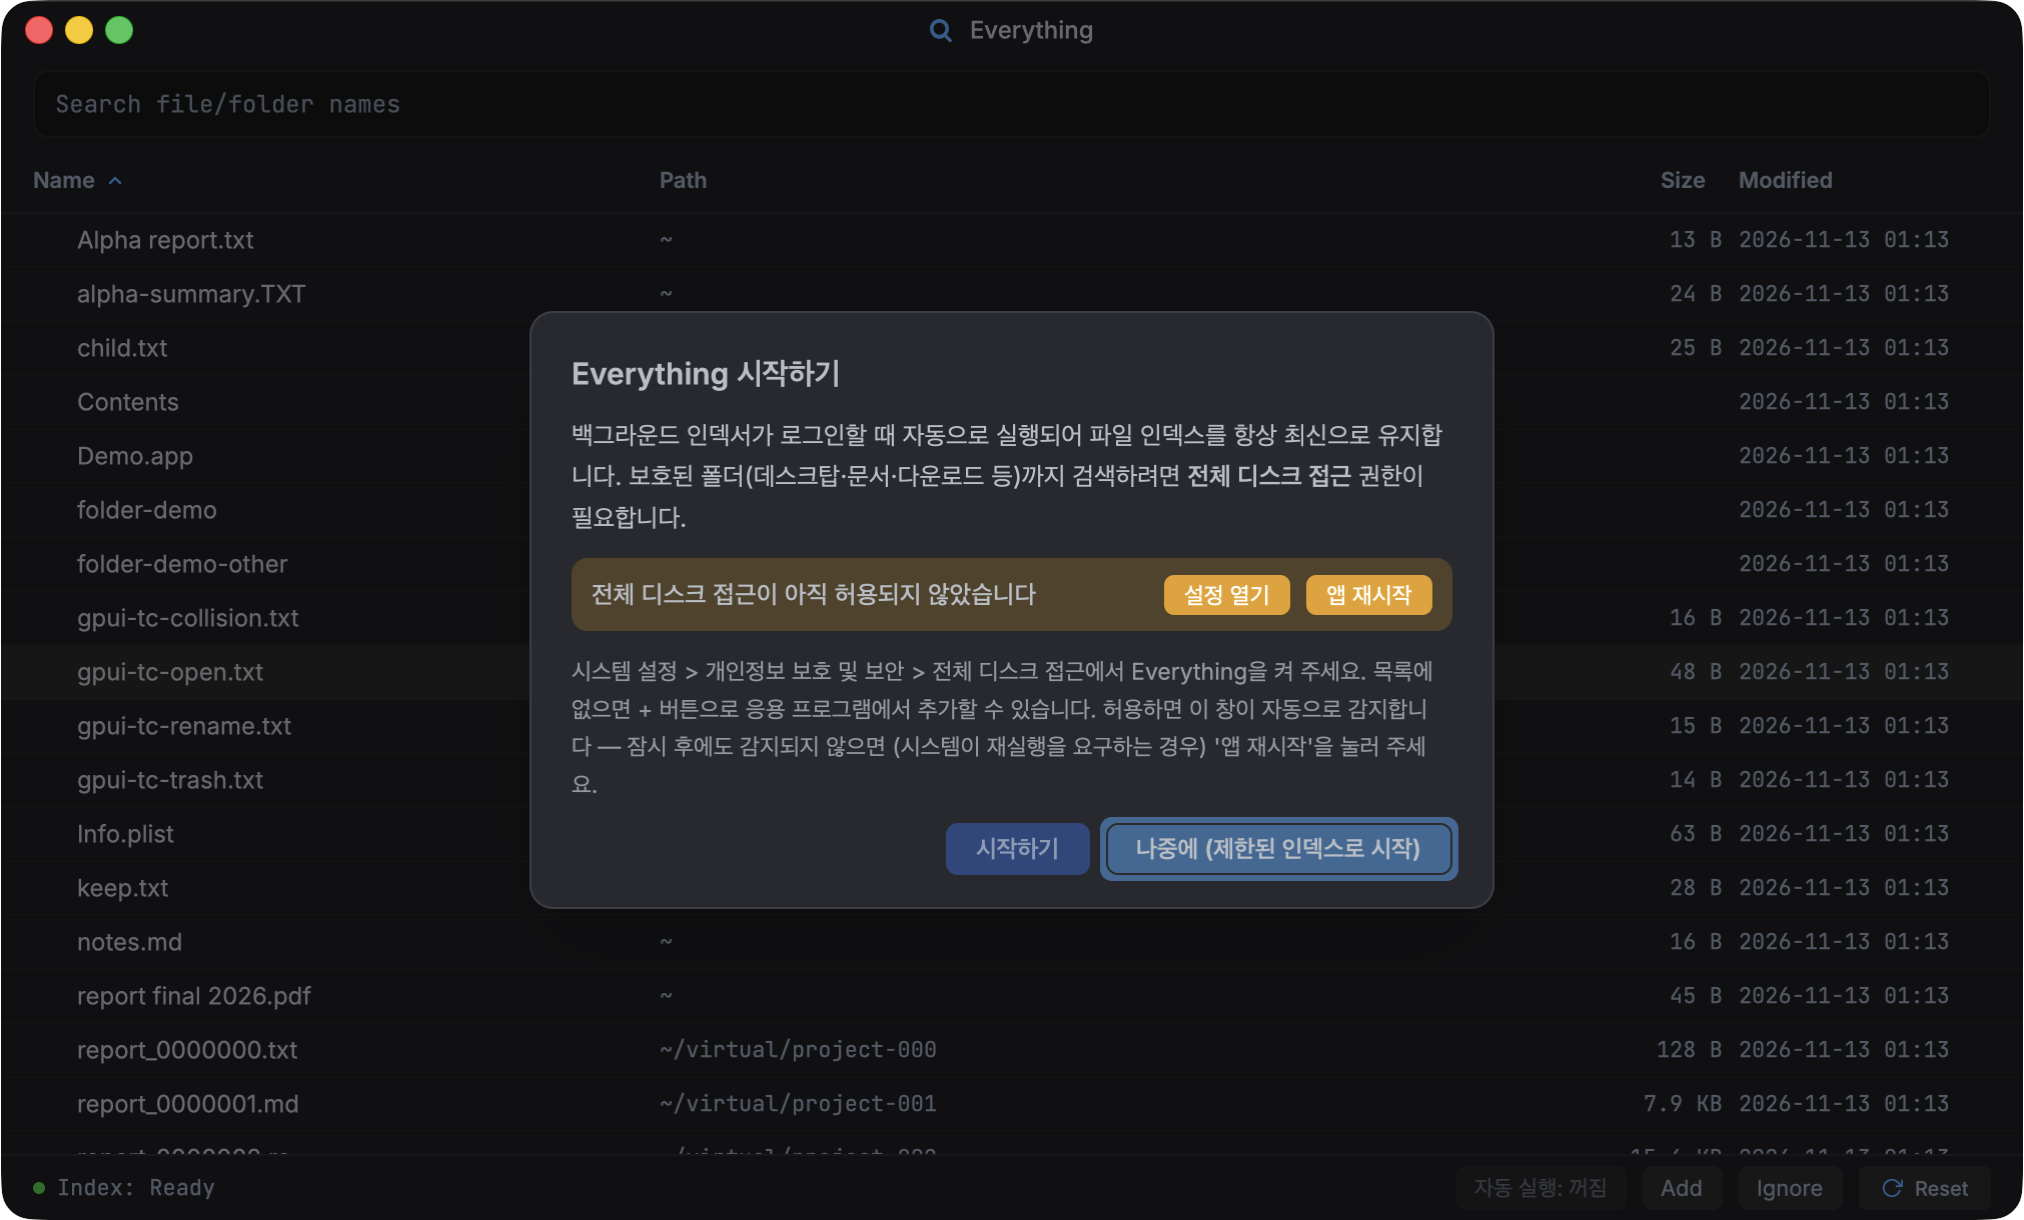 Everything
Search file/folder names
Name Path Size Modified
Alpha report.txt ~ 13 B 2026-11-13 01:13
alpha-summary.TXT ~ 24 B 2026-11-13 01:13
child.txt 25 B 2026-11-13 01:13
Contents 2026-11-13 01:13
Demo.app 2026-11-13 01:13
folder-demo 2026-11-13 01:13
folder-demo-other 2026-11-13 01:13
gpui-tc-collision.txt 16 B 2026-11-13 01:13
gpui-tc-open.txt 48 B 2026-11-13 01:13
gpui-tc-rename.txt 15 B 2026-11-13 01:13
gpui-tc-trash.txt 14 B 2026-11-13 01:13
Info.plist 63 B 2026-11-13 01:13
keep.txt 28 B 2026-11-13 01:13
notes.md ~ 16 B 2026-11-13 01:13
report final 2026.pdf ~ 45 B 2026-11-13 01:13
report_0000000.txt ~/virtual/project-000 128 B 2026-11-13 01:13
report_0000001.md ~/virtual/project-001 7.9 KB 2026-11-13 01:13
Everything 시작하기
백그라운드 인덱서가 로그인할 때 자동으로 실행되어 파일 인덱스를 항상 최신으로 유지합
니다. 보호된 폴더(데스크탑·문서·다운로드 등)까지 검색하려면 전체 디스크 접근 권한이
필요합니다.
전체 디스크 접근이 아직 허용되지 않았습니다 설정 열기 앱 재시작
시스템 설정 > 개인정보 보호 및 보안 > 전체 디스크 접근에서 Everything을 켜 주세요. 목록에
없으면 + 버튼으로 응용 프로그램에서 추가할 수 있습니다. 허용하면 이 창이 자동으로 감지합니
다 — 잠시 후에도 감지되지 않으면 (시스템이 재실행을 요구하는 경우) '앱 재시작'을 눌러 주세
요.
시작하기 나중에 (제한된 인덱스로 시작)
Index: Ready 자동 실행: 꺼짐 Add Ignore Reset